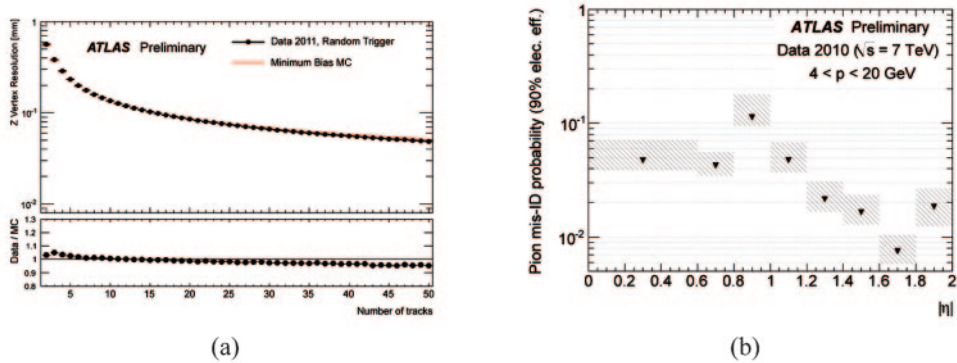 Z Vertex Resolution [mm]
1
10⁻¹
10⁻²
ATLAS Preliminary
Data 2011, Random Trigger
Minimum Bias MC
Data / MC
1.3
1.2
1.1
1.0
0.9
0.8
5 10 15 20 25 30 35 40 45 50
Number of tracks
(a)
Pion mis-ID probability (90% elec. eff.)
1
10⁻¹
10⁻²
ATLAS Preliminary
Data 2010 (√s = 7 TeV)
4 < p < 20 GeV
0 0.2 0.4 0.6 0.8 1 1.2 1.4 1.6 1.8 2
|η|
(b)